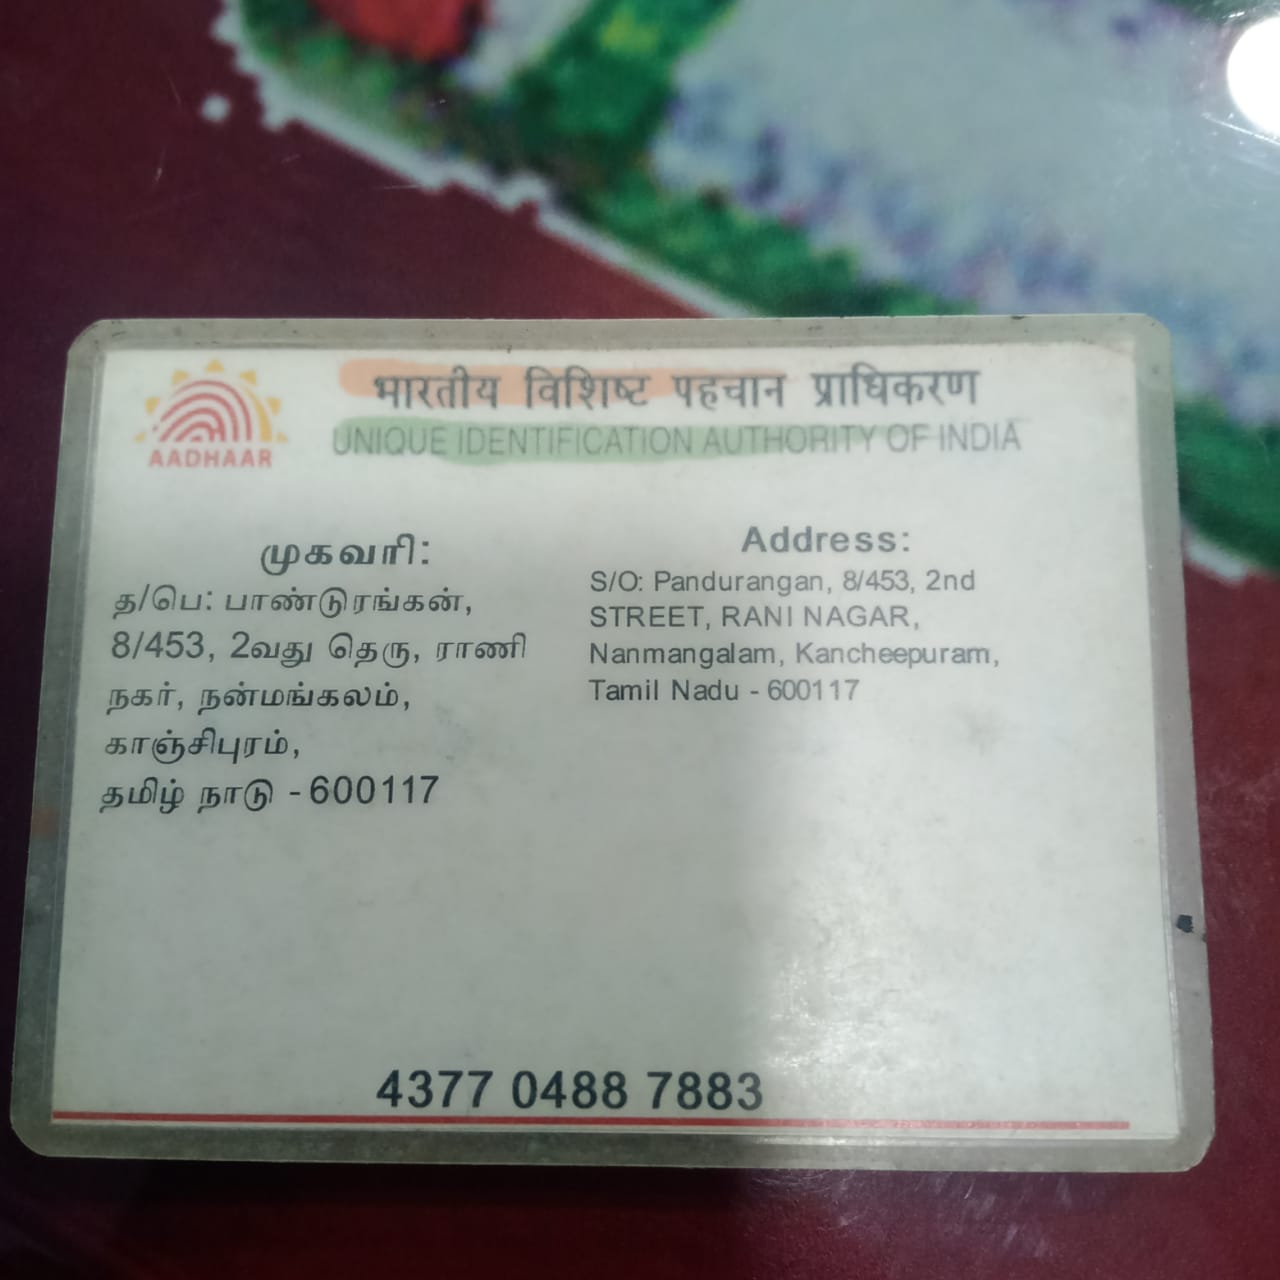 भारतीय विशिष्ट पहचान प्राधिकरण
UNIQUE IDENTIFICATION AUTHORITY OF INDIA
AADHAAR
முகவரி:
த/பெ: பாண்டுரங்கன்,
8/453, 2வது தெரு, ராணி
நகர், நன்மங்கலம்,
காஞ்சிபுரம்,
தமிழ் நாடு - 600117
Address:
S/O: Pandurangan, 8/453, 2nd
STREET, RANI NAGAR,
Nanmangalam, Kancheepuram,
Tamil Nadu - 600117
4377 0488 7883